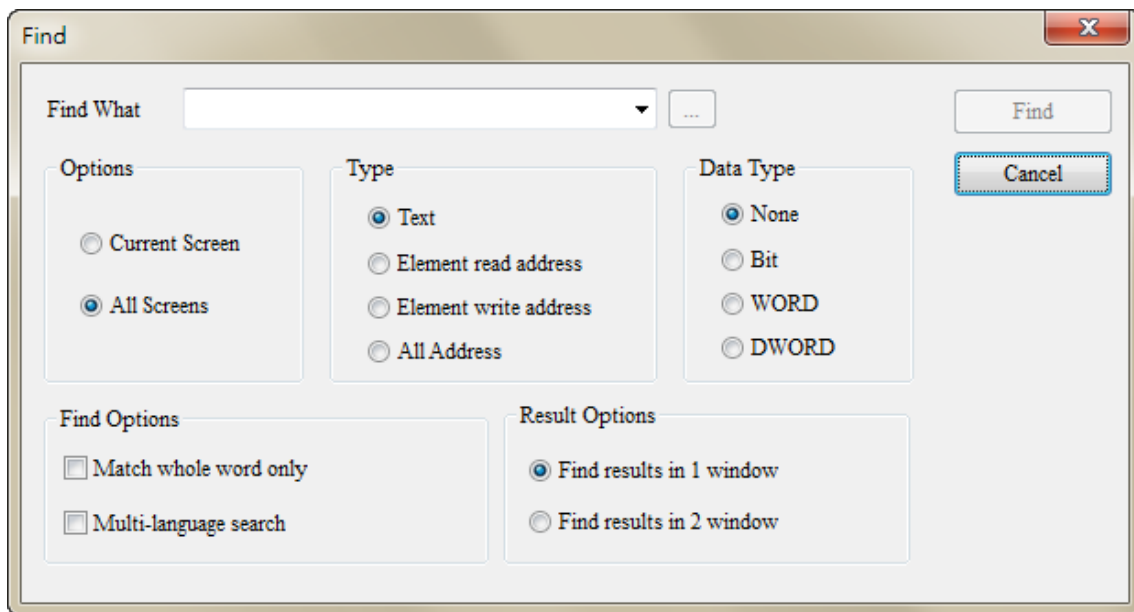 Find
Find What
...
Find
Cancel
Options
Current Screen
All Screens
Type
Text
Element read address
Element write address
All Address
Data Type
None
Bit
WORD
DWORD
Find Options
Match whole word only
Multi-language search
Result Options
Find results in 1 window
Find results in 2 window